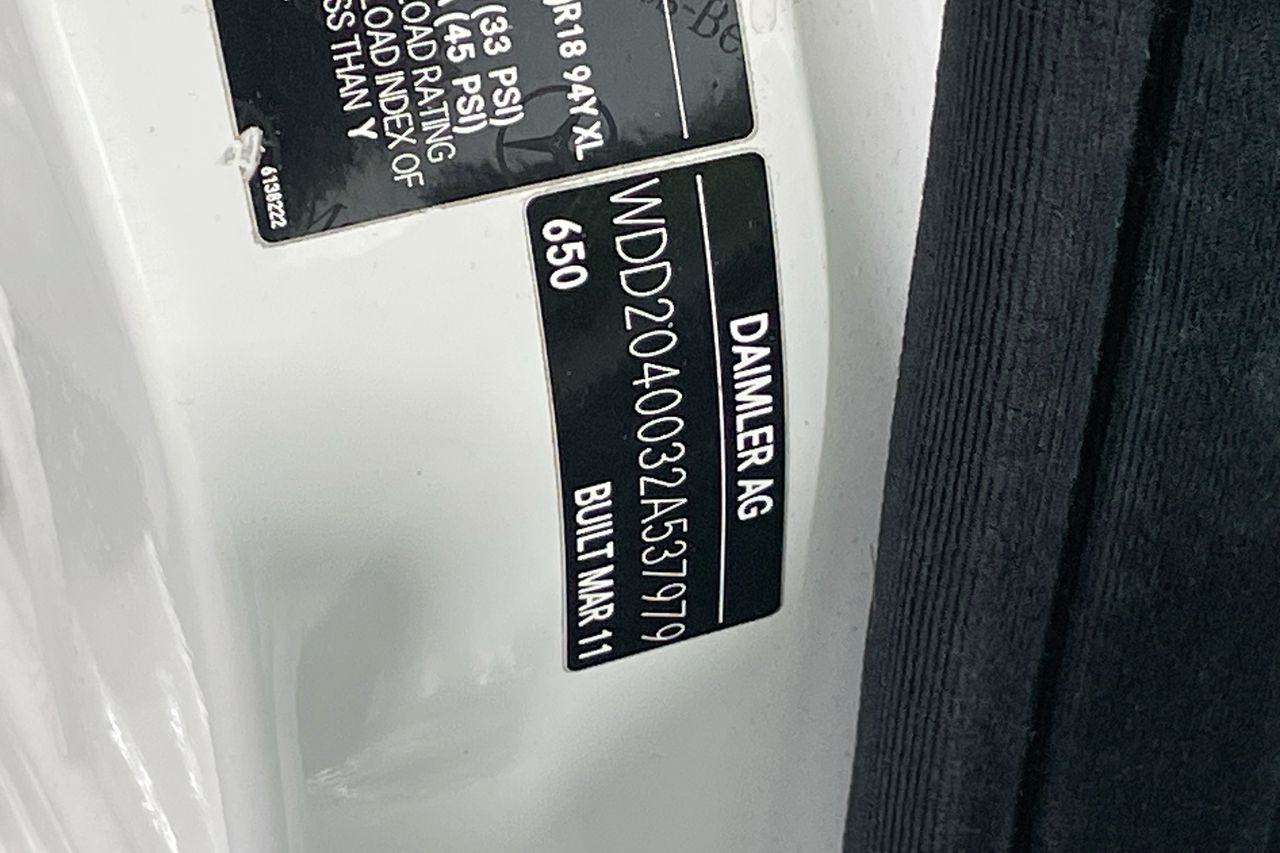 R18 94Y XL
(33 PSI)
(45 PSI)
LOAD RATING
LOAD INDEX OF
SS THAN Y
6138222
DAIMLER AG
WDD2040032A537979
650 BUILT MAR 11